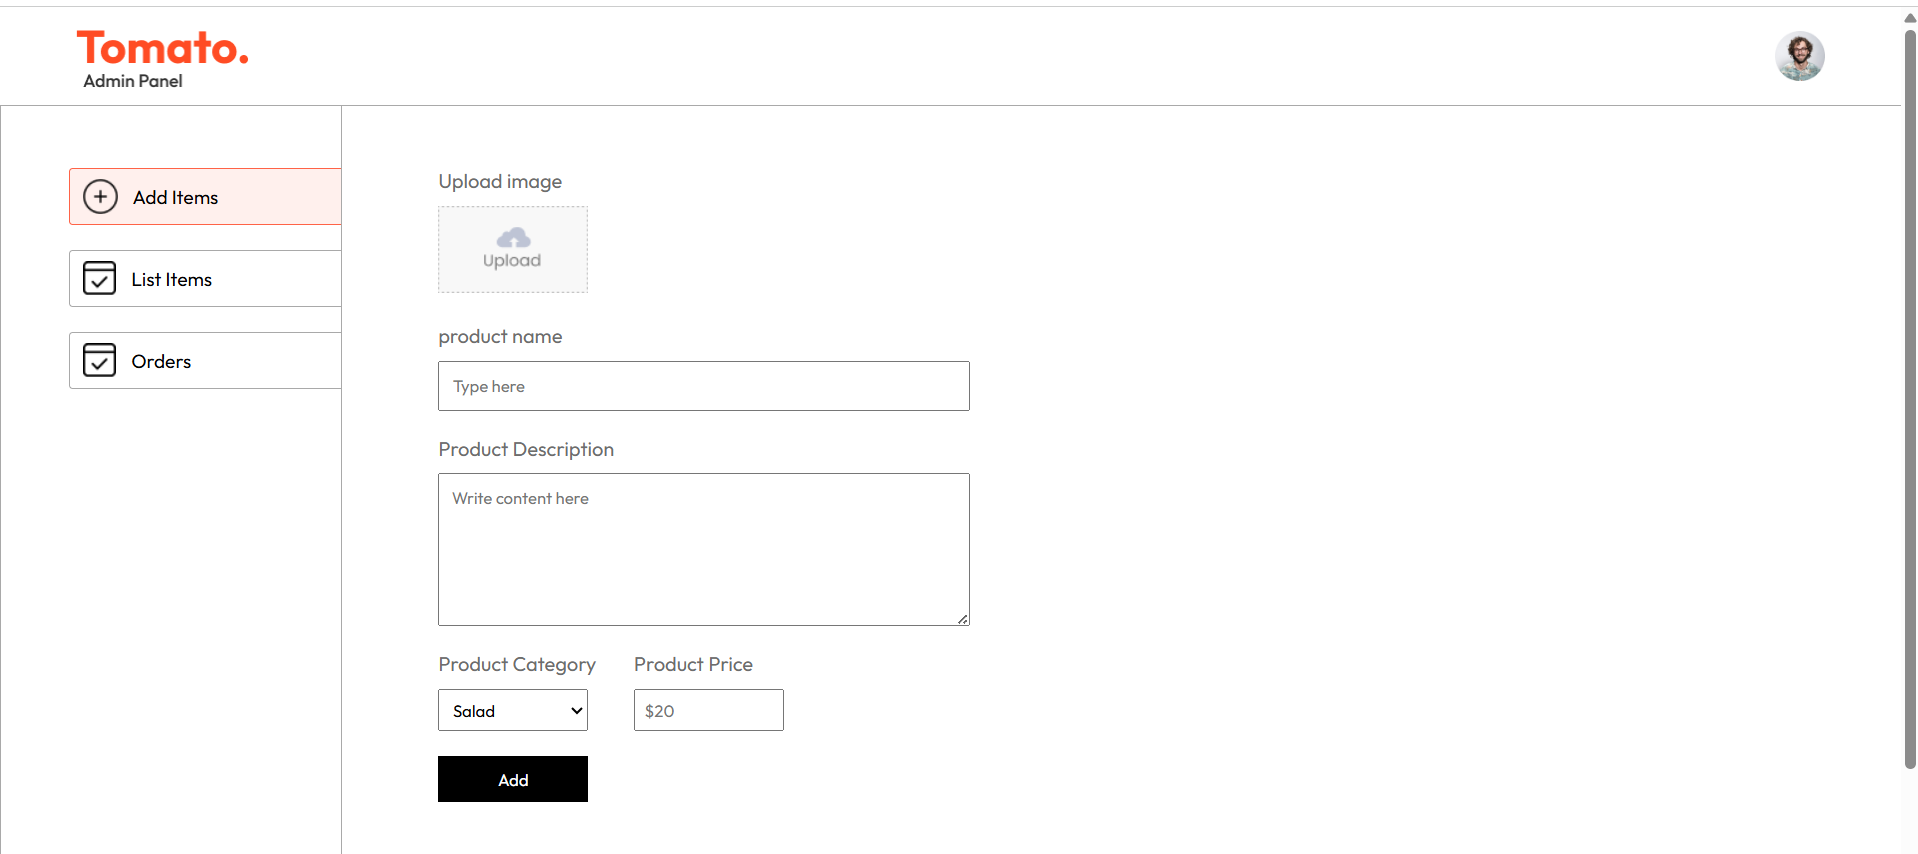 Tomato.
Admin Panel
Add Items
List Items
Orders
Upload image
Upload
product name
Type here
Product Description
Write content here
Product Category Product Price
Salad $20
Add